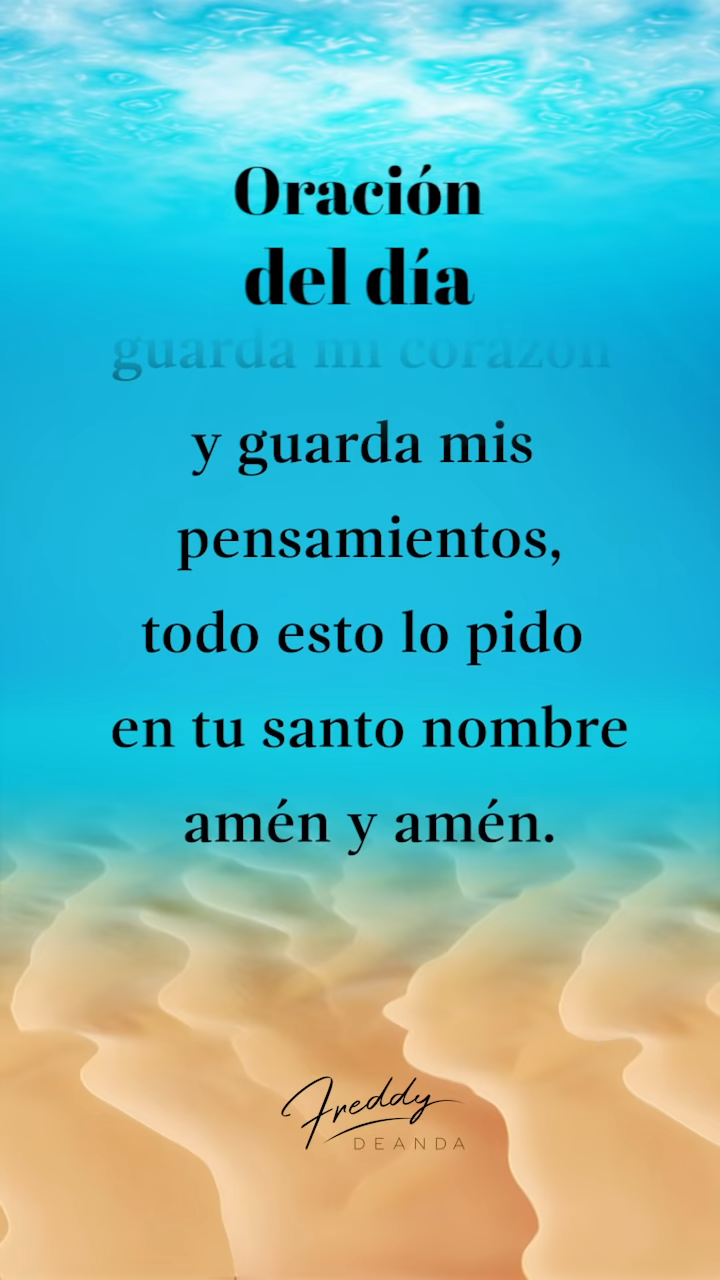 Oración
del día
guarda mi corazón
y guarda mis
pensamientos,
todo esto lo pido
en tu santo nombre
amén y amén.
Freddy
DEANDA